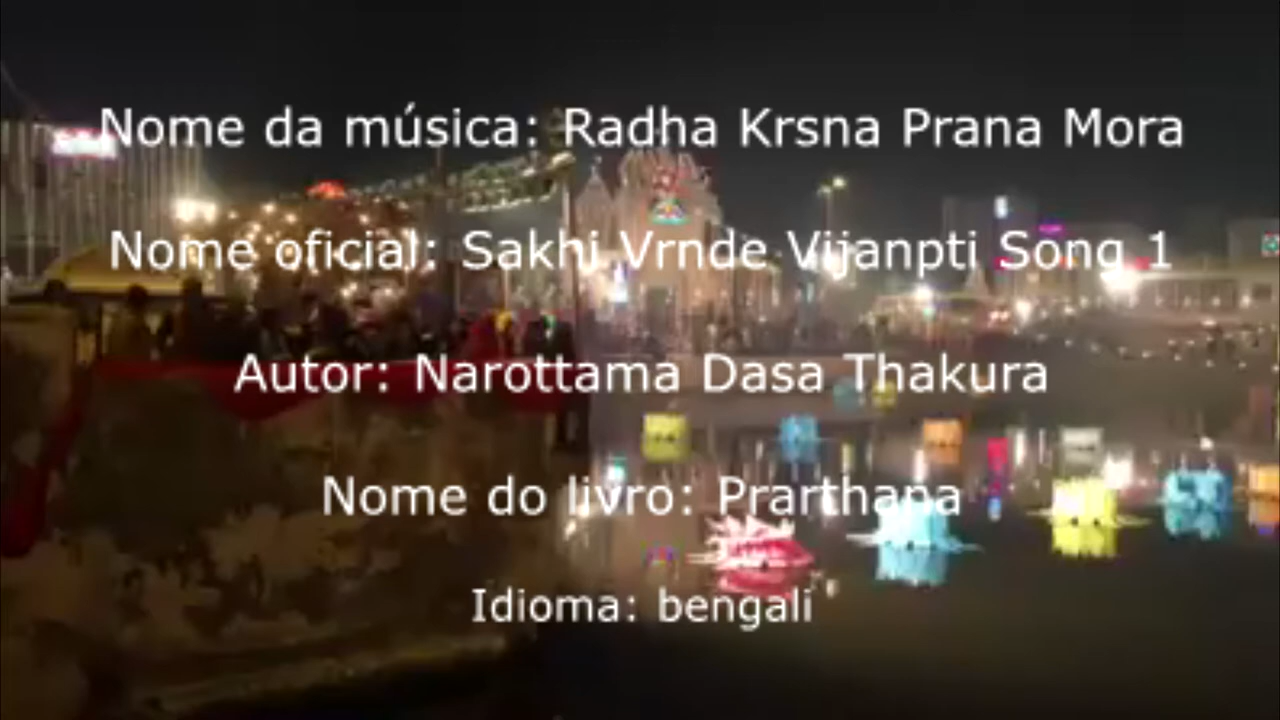 Nome da música: Radha Krsna Prana Mora
Nome oficial: Sakhi Vrnde Vijanpti Song 1
Autor: Narottama Dasa Thakura
Nome do livro: Prarthana
Idioma: bengali